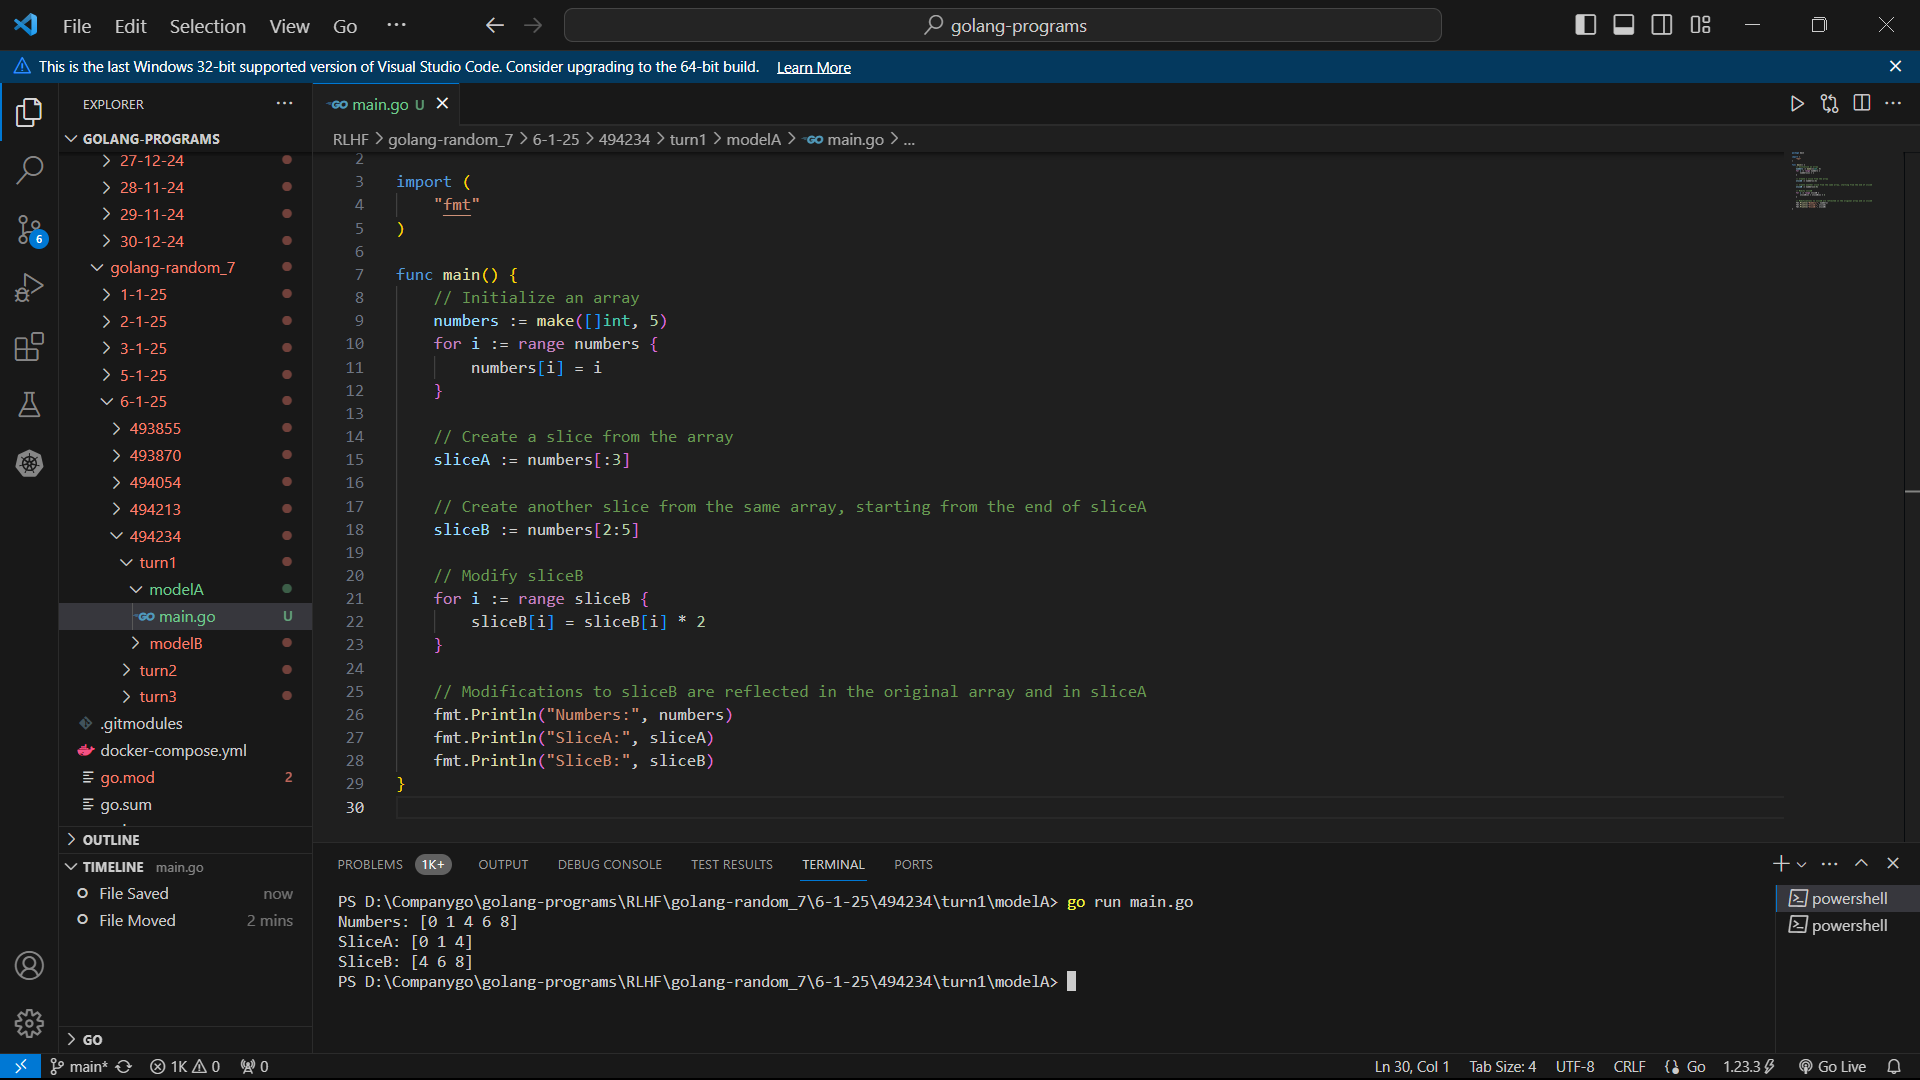 File Edit Selection View Go ··· golang-programs
This is the last Windows 32-bit supported version of Visual Studio Code. Consider upgrading to the 64-bit build. Learn More
EXPLORER
GOLANG-PROGRAMS
27-12-24
28-11-24
29-11-24
30-12-24
golang-random_7
1-1-25
2-1-25
3-1-25
5-1-25
6-1-25
493855
493870
494054
494213
494234
turn1
modelA
main.go U
modelB
turn2
turn3
.gitmodules
docker-compose.yml
go.mod 2
go.sum
OUTLINE
TIMELINE main.go
File Saved now
File Moved 2 mins
GO
6
main.go U
RLHF > golang-random_7 > 6-1-25 > 494234 > turn1 > modelA > main.go > ...
2
3 import (
4 "fmt"
5 )
6
7 func main() {
8 // Initialize an array
9 numbers := make([]int, 5)
10 for i := range numbers {
11 numbers[i] = i
12 }
13
14 // Create a slice from the array
15 sliceA := numbers[:3]
16
17 // Create another slice from the same array, starting from the end of sliceA
18 sliceB := numbers[2:5]
19
20 // Modify sliceB
21 for i := range sliceB {
22 sliceB[i] = sliceB[i] * 2
23 }
24
25 // Modifications to sliceB are reflected in the original array and in sliceA
26 fmt.Println("Numbers:", numbers)
27 fmt.Println("SliceA:", sliceA)
28 fmt.Println("SliceB:", sliceB)
29 }
30
PROBLEMS 1K+ OUTPUT DEBUG CONSOLE TEST RESULTS TERMINAL PORTS
PS D:\Companygo\golang-programs\RLHF\golang-random_7\6-1-25\494234\turn1\modelA> go run main.go
Numbers: [0 1 4 6 8]
SliceA: [0 1 4]
SliceB: [4 6 8]
PS D:\Companygo\golang-programs\RLHF\golang-random_7\6-1-25\494234\turn1\modelA>
powershell
powershell
main* 1K 0 0 Ln 30, Col 1 Tab Size: 4 UTF-8 CRLF Go 1.23.3 Go Live